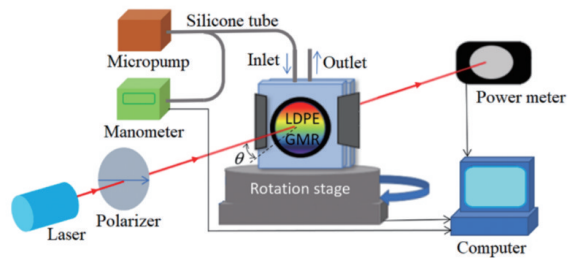 Silicone tube
Micropump
Inlet
Outlet
Manometer
Power meter
LDPE
GMR
θ
Rotation stage
Polarizer
Laser
Computer